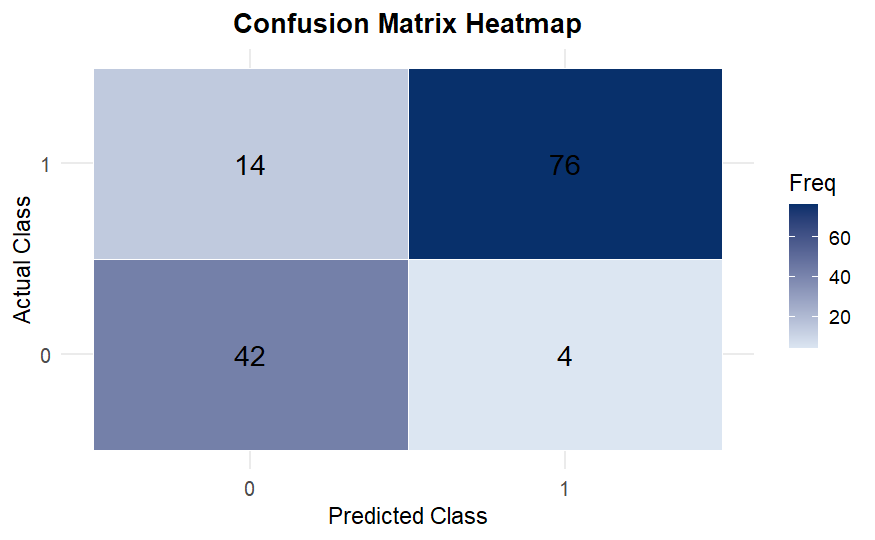 Confusion Matrix Heatmap
Actual Class
1
14
76
0
42
4
0
1
Predicted Class
Freq
60
40
20